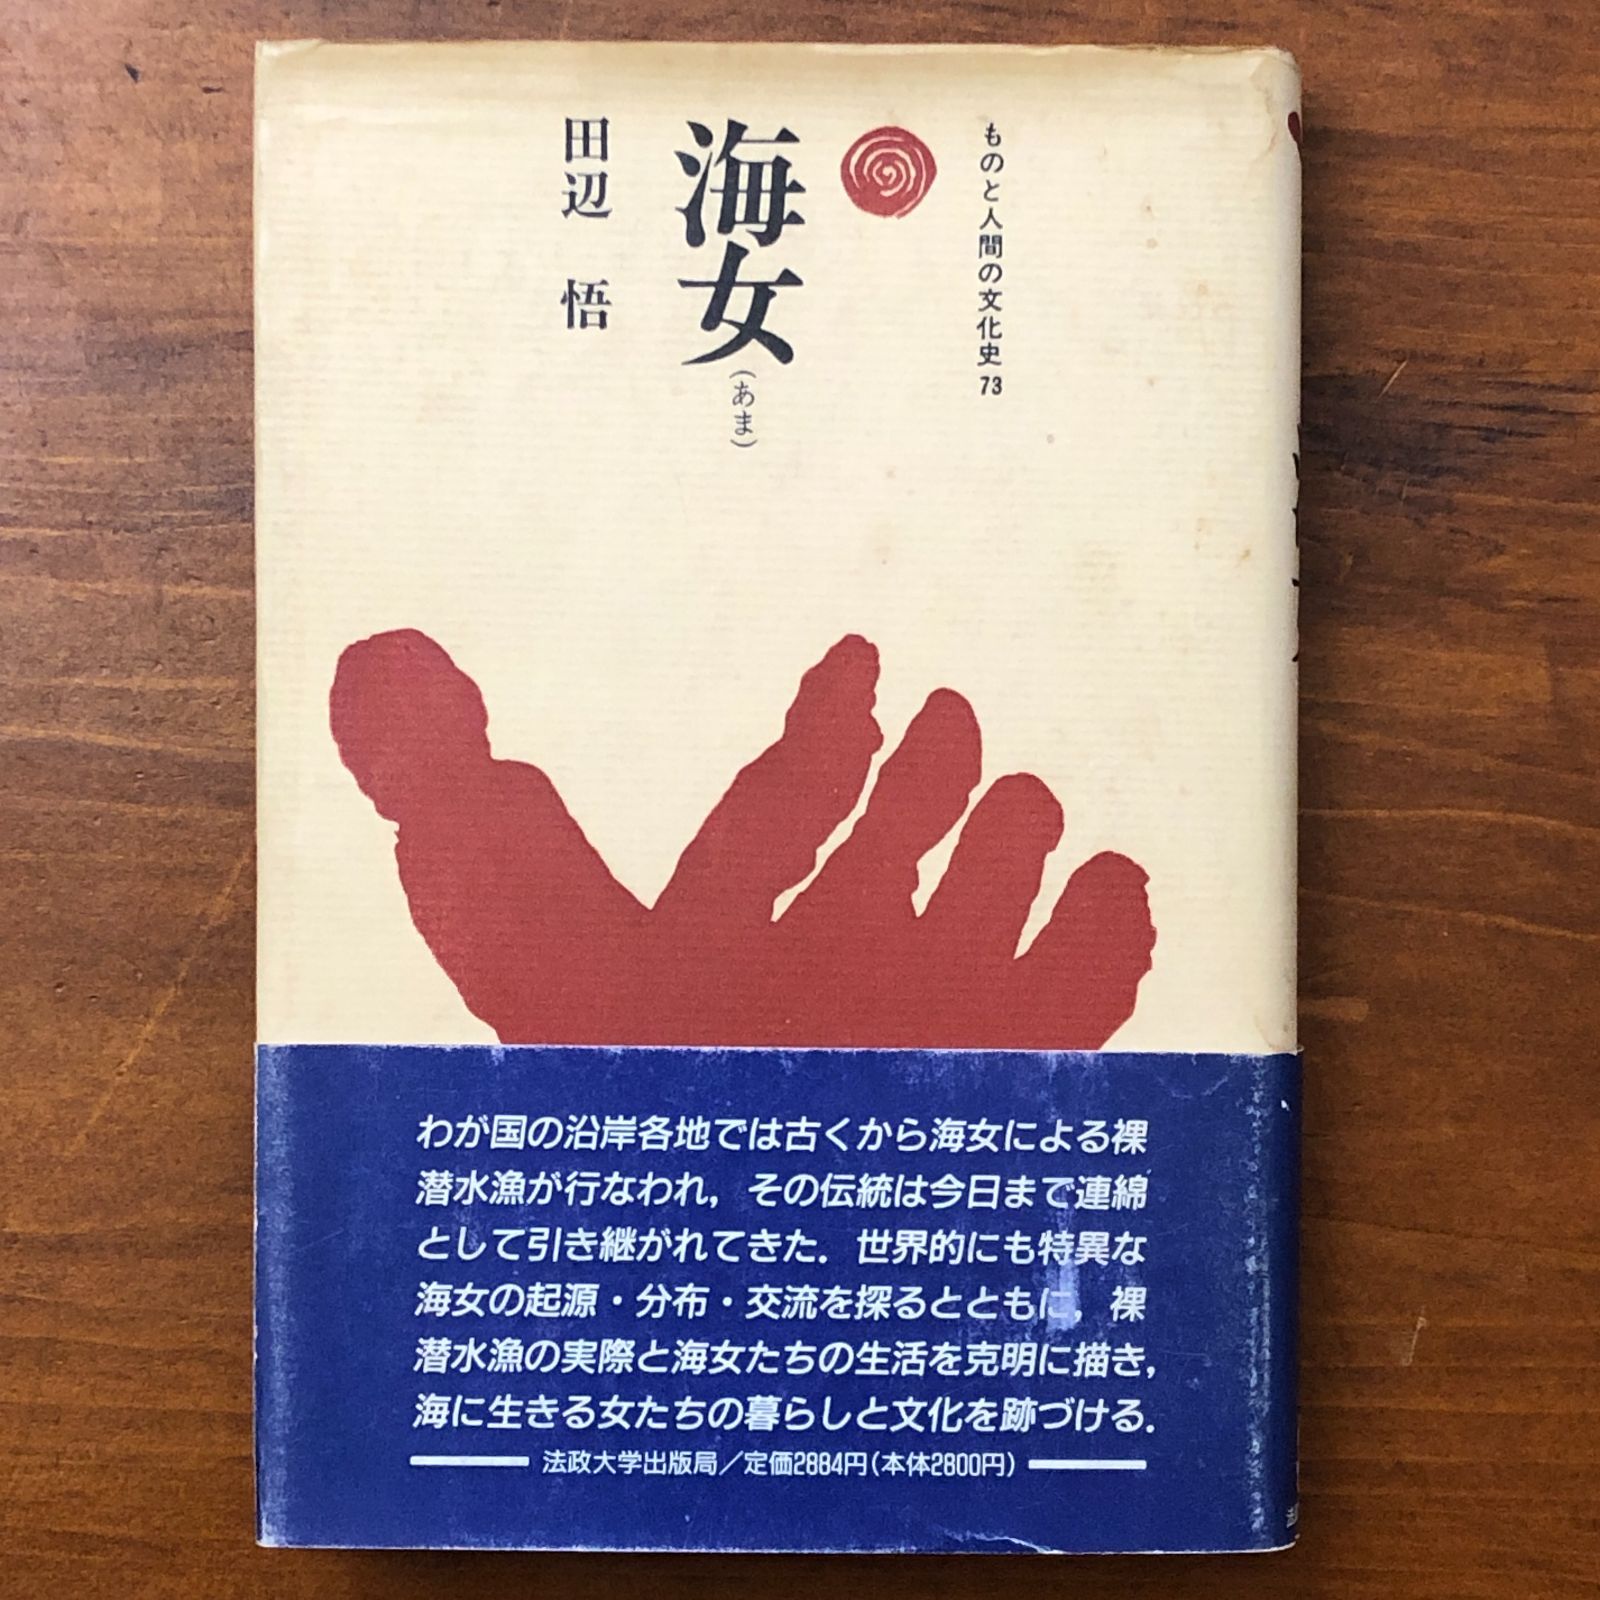 ものと人間の文化史 73
海女
(あま)
田辺 悟
わが国の沿岸各地では古くから海女による裸
潜水漁が行なわれ，その伝統は今日まで連綿
として引き継がれてきた．世界的にも特異な
海女の起源・分布・交流を探るとともに，裸
潜水漁の実際と海女たちの生活を克明に描き，
海に生きる女たちの暮らしと文化を跡づける．
法政大学出版局／定価2884円(本体2800円)